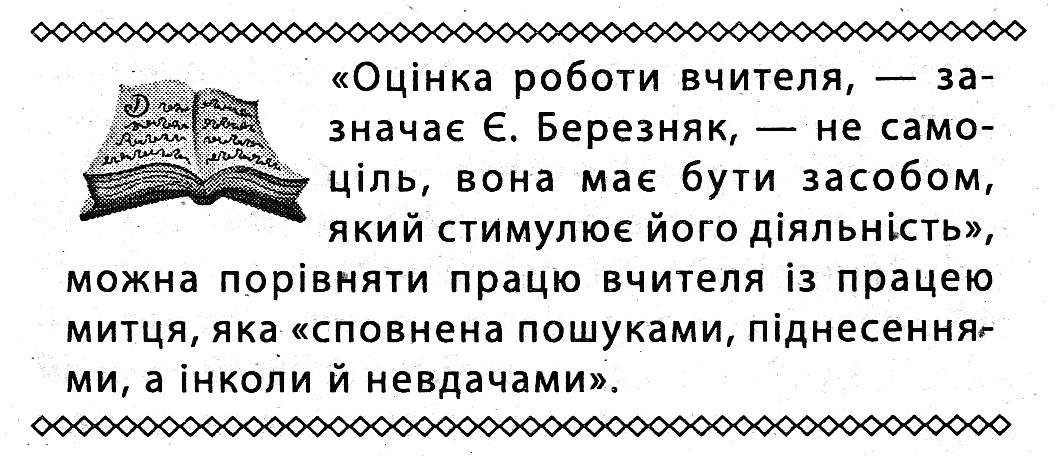 «Оцінка роботи вчителя, — за-
значає Є. Березняк, — не само-
ціль, вона має бути засобом,
який стимулює його діяльність»,
можна порівняти працю вчителя із працею
митця, яка «сповнена пошуками, піднесення-
ми, а інколи й невдачами».